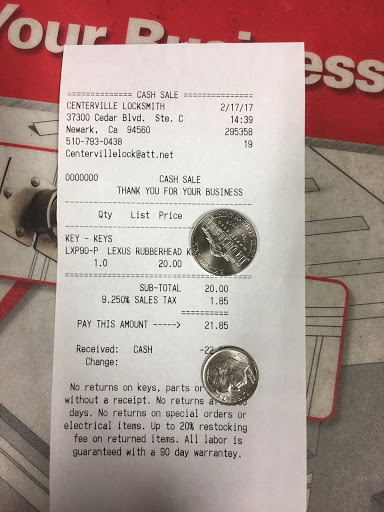 Your Business
============== CASH SALE ==============
CENTERVILLE LOCKSMITH 2/17/17
37300 Cedar Blvd. Ste. C 14:39
Newark, Ca 94560 295358
510-793-0438 19
Centervillelock@att.net
0000000 CASH SALE
THANK YOU FOR YOUR BUSINESS
Qty List Price
KEY - KEYS
LXP90-P LEXUS RUBBERHEAD
1.0 20.00
SUB-TOTAL 20.00
9.250% SALES TAX 1.85
==========
PAY THIS AMOUNT -----> 21.85
Received: CASH
Change:
No returns on keys, parts or
without a receipt. No returns
days. No returns on special orders or
electrical items. Up to 20% restocking
fee on returned items. All labor is
guaranteed with a 90 day warrantey.